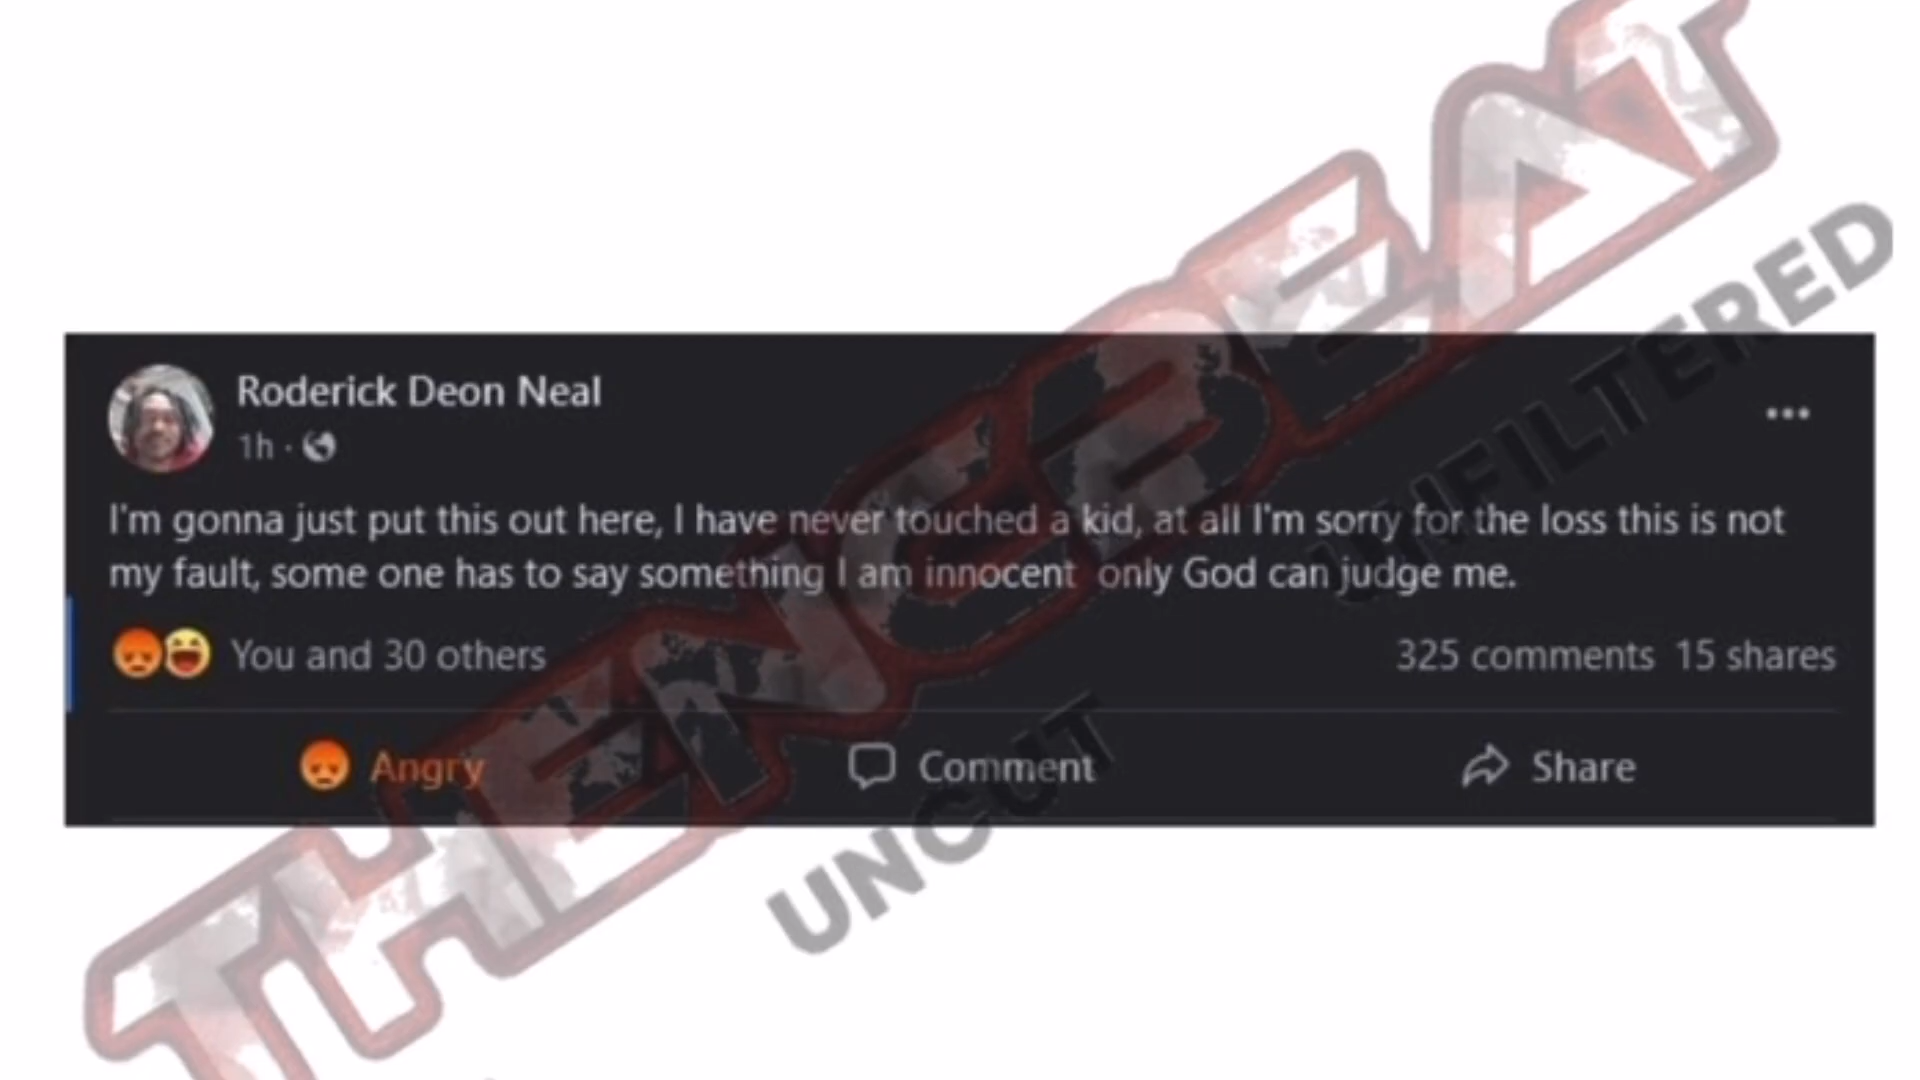 Roderick Deon Neal
1h ·
I'm gonna just put this out here, I have never touched a kid, at all I'm sorry for the loss this is not
my fault, some one has to say something I am innocent only God can judge me.
You and 30 others
325 comments 15 shares
Angry
Comment
Share
THENC2EAT
UNCUT
UNFILTERED